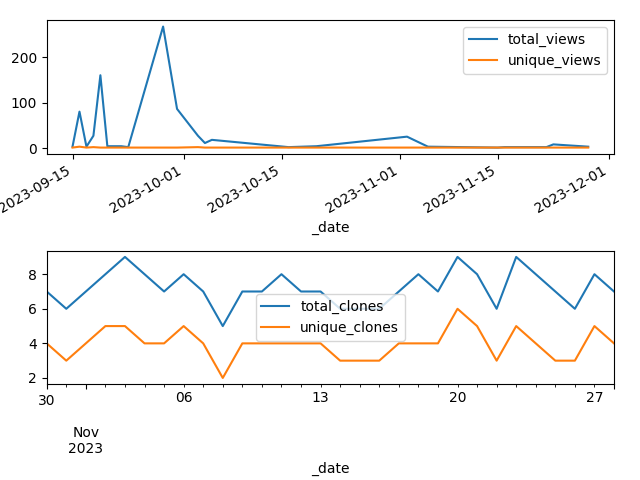 total_views
unique_views
200
100
0
2023-09-15
2023-10-01
2023-10-15
2023-11-01
2023-11-15
2023-12-01
_date
total_clones
unique_clones
8
6
4
2
30
06
13
20
27
Nov
2023
_date